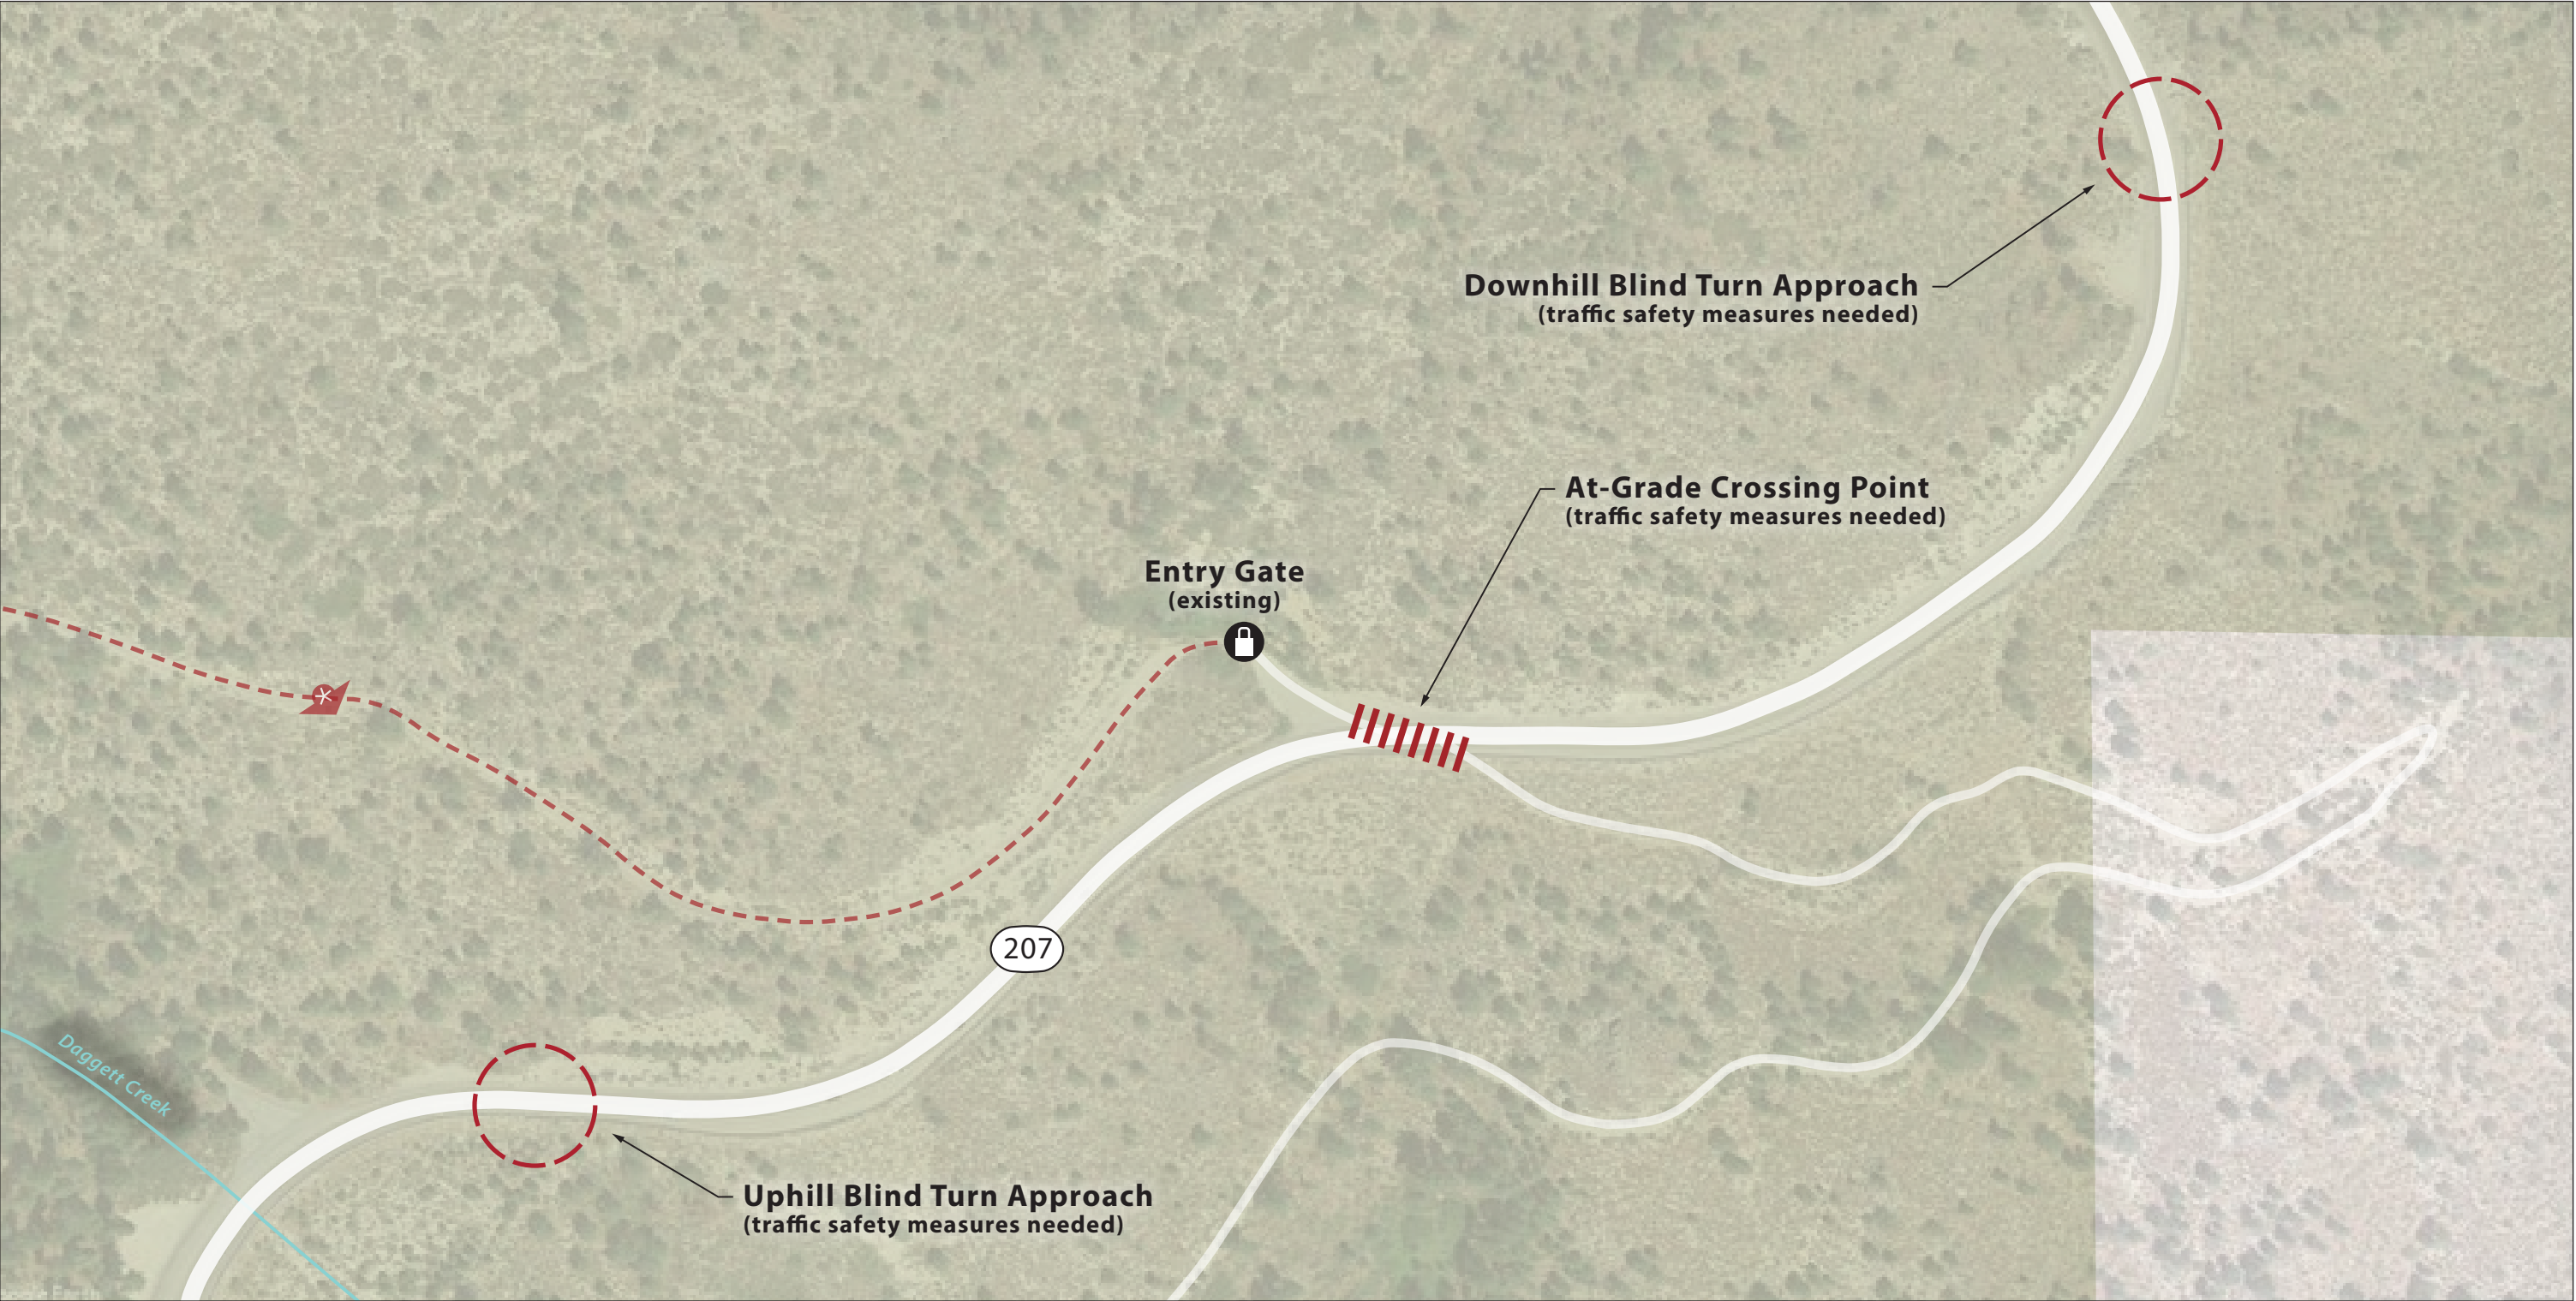 Downhill Blind Turn Approach
(traffic safety measures needed)
At-Grade Crossing Point
(traffic safety measures needed)
Entry Gate
(existing)
207
Daggett Creek
Uphill Blind Turn Approach
(traffic safety measures needed)